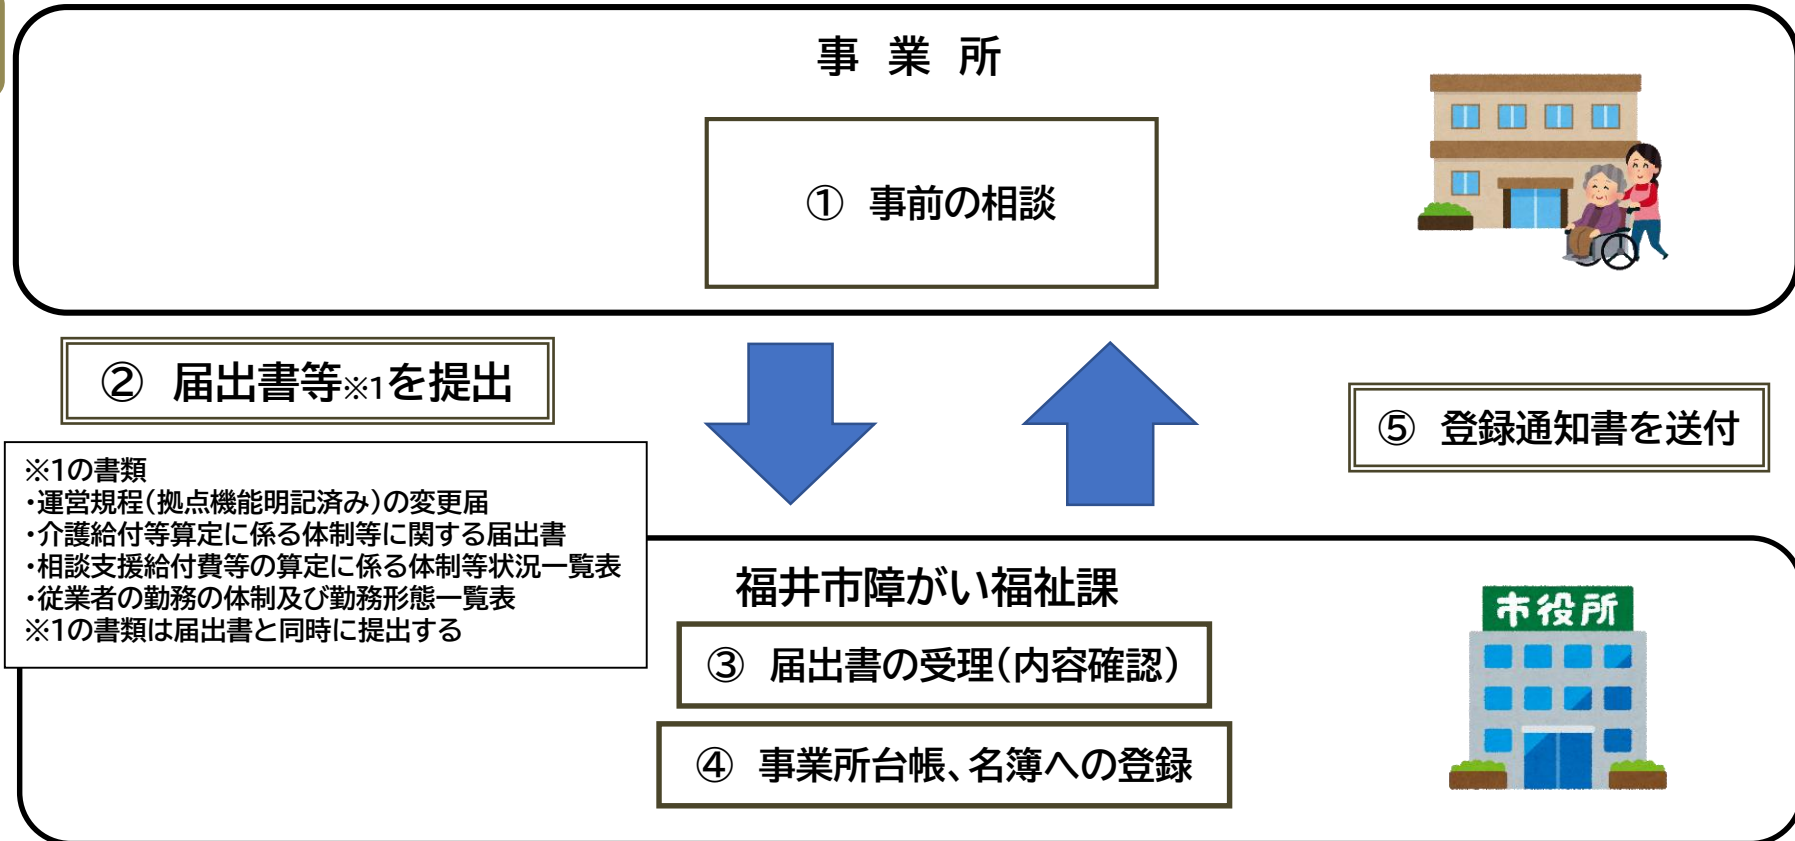 事 業 所
① 事前の相談
② 届出書等※1を提出
⑤ 登録通知書を送付
※1の書類
・運営規程(拠点機能明記済み)の変更届
・介護給付等算定に係る体制等に関する届出書
・相談支援給付費等の算定に係る体制等状況一覧表
・従業者の勤務の体制及び勤務形態一覧表
※1の書類は届出書と同時に提出する
福井市障がい福祉課
③ 届出書の受理(内容確認)
④ 事業所台帳、名簿への登録
市役所